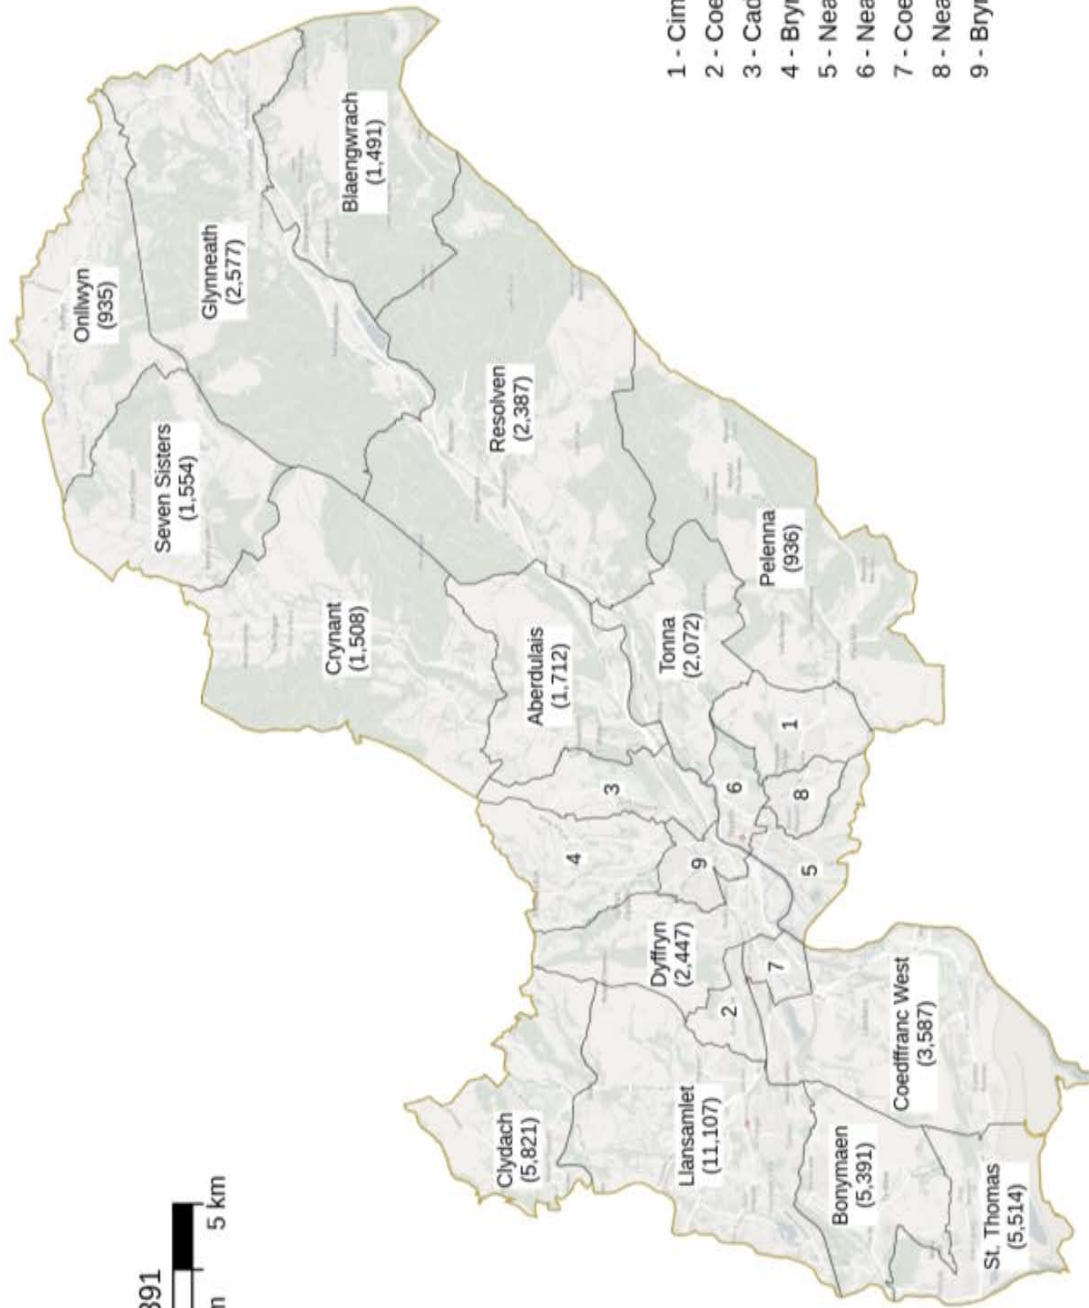 Onllwyn
(935)
Glynneath
(2,577)
Blaengwrach
(1,491)
Seven Sisters
(1,554)
Resolven
(2,387)
Crynant
(1,508)
Aberdulais
(1,712)
Tonna
(2,072)
Pelenna
(936)
1
3
6
8
4
9
5
Dyffryn
(2,447)
7
2
Clydach
(5,821)
Llansamlet
(11,107)
Coedffranc West
(3,587)
Bonymaen
(5,391)
St. Thomas
(5,514)
391
5 km
1 - Cim
2 - Coe
3 - Cad
4 - Bryn
5 - Nea
6 - Nea
7 - Coe
8 - Nea
9 - Bryn